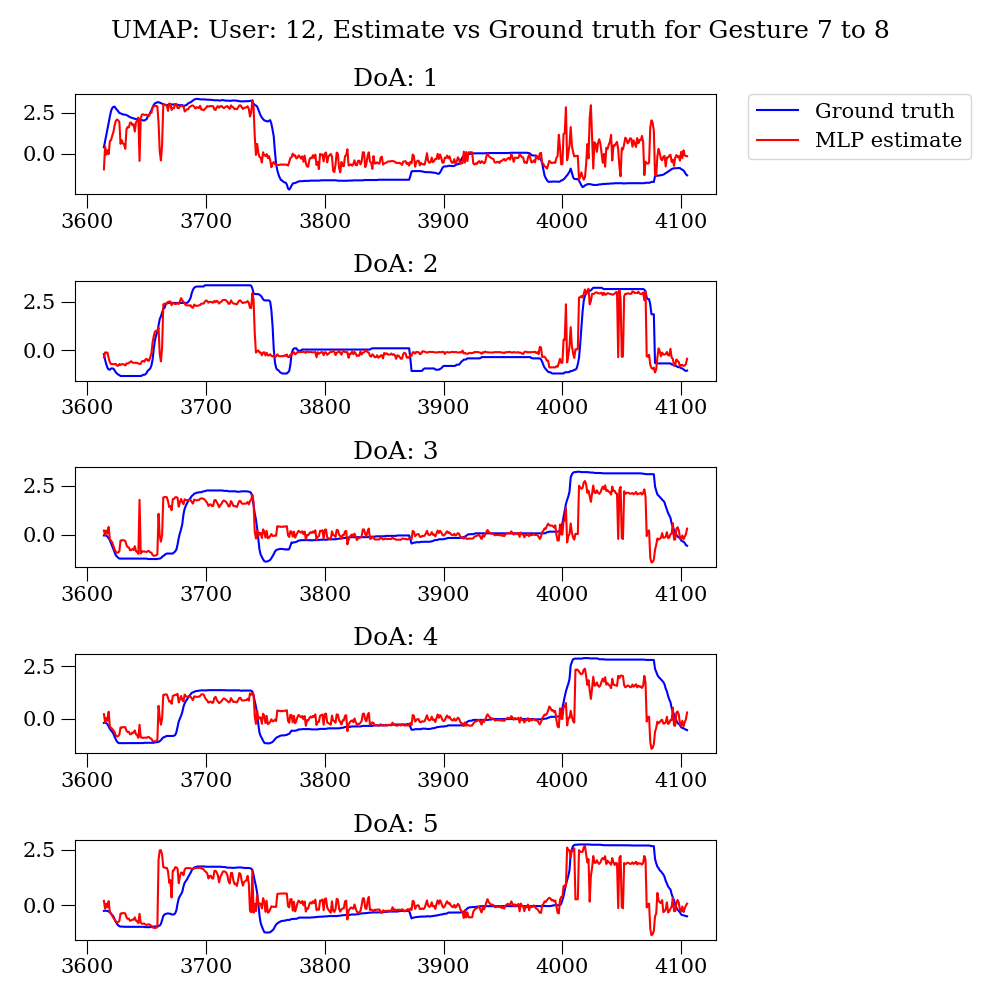 UMAP: User: 12, Estimate vs Ground truth for Gesture 7 to 8
DoA: 1
Ground truth
MLP estimate
2.5
0.0
3600 3700 3800 3900 4000 4100
DoA: 2
2.5
0.0
3600 3700 3800 3900 4000 4100
DoA: 3
2.5
0.0
3600 3700 3800 3900 4000 4100
DoA: 4
2.5
0.0
3600 3700 3800 3900 4000 4100
DoA: 5
2.5
0.0
3600 3700 3800 3900 4000 4100